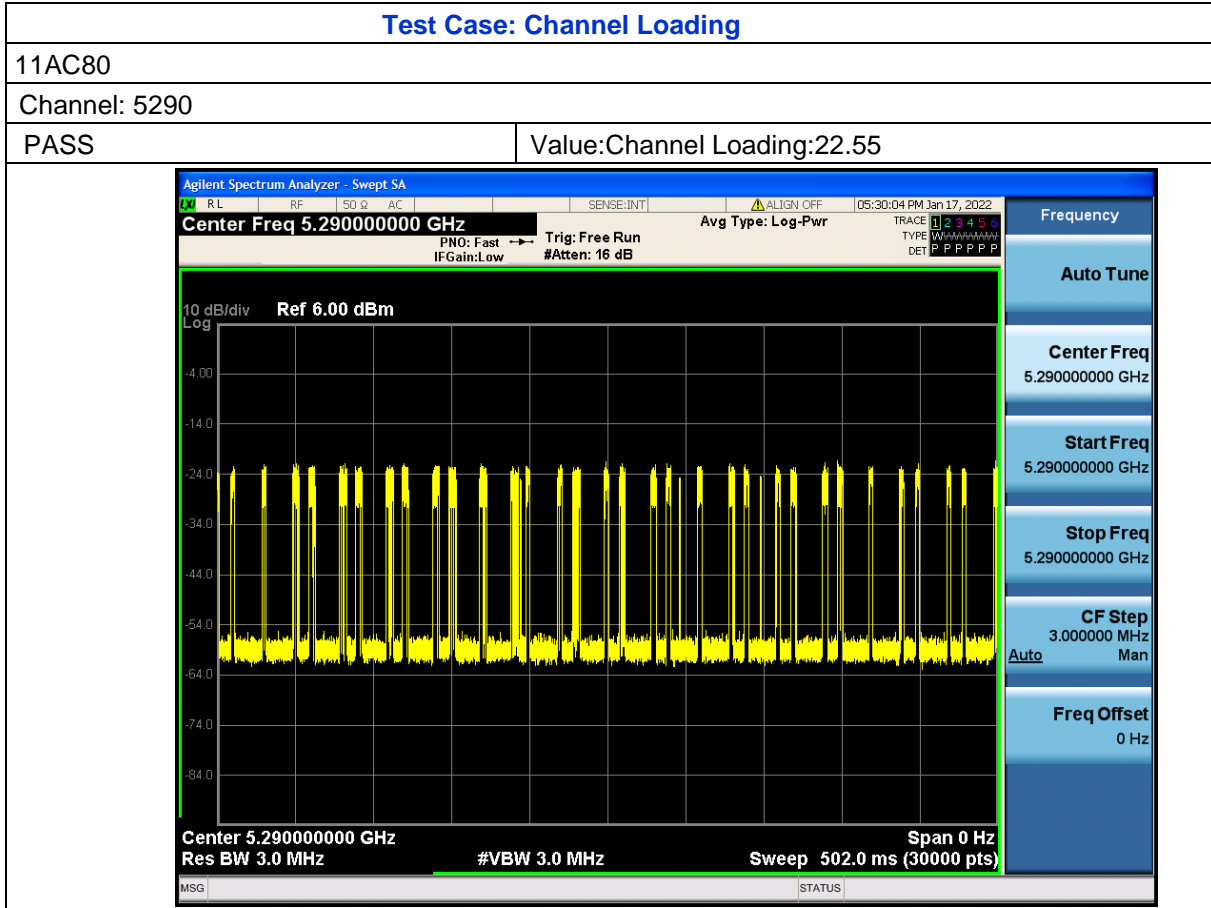 Test Case: Channel Loading
11AC80
Channel: 5290
PASS Value:Channel Loading:22.55
Agilent Spectrum Analyzer - Swept SA
LXI RL RF 50 Ω AC SENSE:INT ALIGN OFF 05:30:04 PM Jan 17, 2022
Center Freq 5.290000000 GHz
PNO: Fast
IFGain:Low
Trig: Free Run
#Atten: 16 dB
Avg Type: Log-Pwr
TRACE 1 2 3 4 5 6
TYPE WWWWWW
DET P P P P P P
10 dB/div Ref 6.00 dBm
Log
-4.00
-14.0
-24.0
-34.0
-44.0
-54.0
-64.0
-74.0
-84.0
Center 5.290000000 GHz Span 0 Hz
Res BW 3.0 MHz #VBW 3.0 MHz Sweep 502.0 ms (30000 pts)
MSG STATUS
Frequency
Auto Tune
Center Freq
5.290000000 GHz
Start Freq
5.290000000 GHz
Stop Freq
5.290000000 GHz
CF Step
3.000000 MHz
Auto Man
Freq Offset
0 Hz